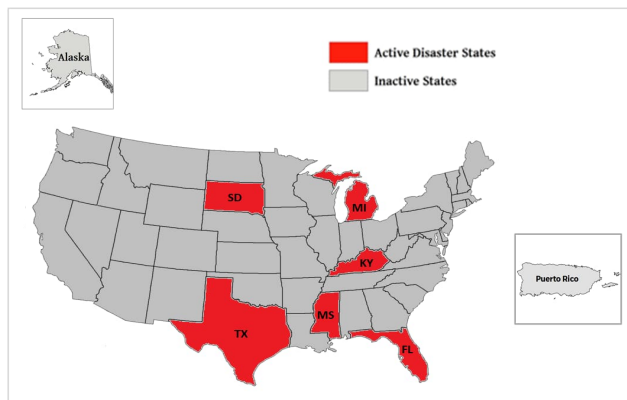 Alaska
Active Disaster States
Inactive States
SD
MI
KY
MS
TX
FL
Puerto Rico